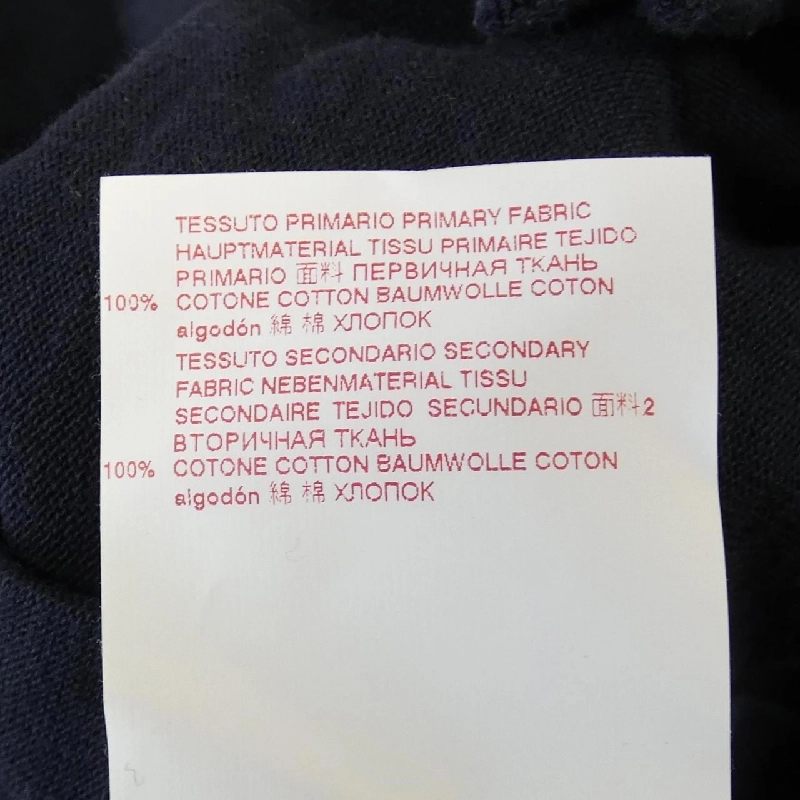 TESSUTO PRIMARIO PRIMARY FABRIC
HAUPTMATERIAL TISSU PRIMAIRE TEJIDO
PRIMARIO 面料 ПЕРВИЧНАЯ ТКАНЬ
100% COTONE COTTON BAUMWOLLE COTON
algodón 綿 棉 ХЛОПОК
TESSUTO SECONDARIO SECONDARY
FABRIC NEBENMATERIAL TISSU
SECONDAIRE TEJIDO SECUNDARIO 面料2
ВТОРИЧНАЯ ТКАНЬ
100% COTONE COTTON BAUMWOLLE COTON
algodón 綿 棉 ХЛОПОК